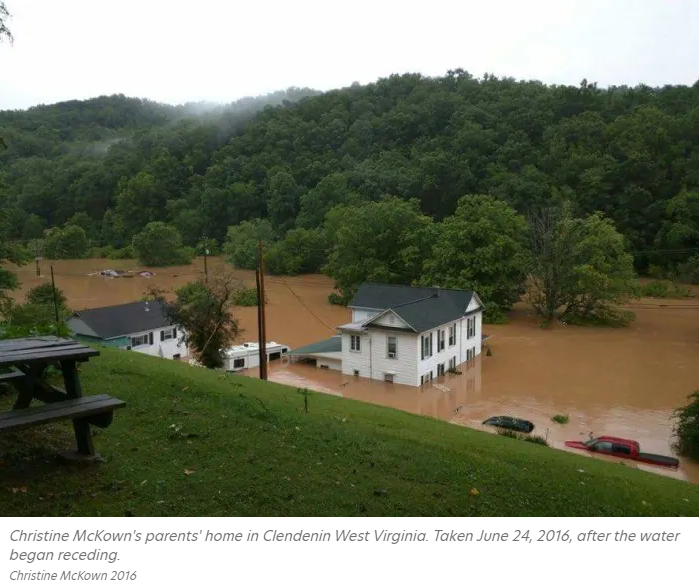 Christine McKown's parents' home in Clendenin West Virginia. Taken June 24, 2016, after the water
began receding.
Christine McKown 2016